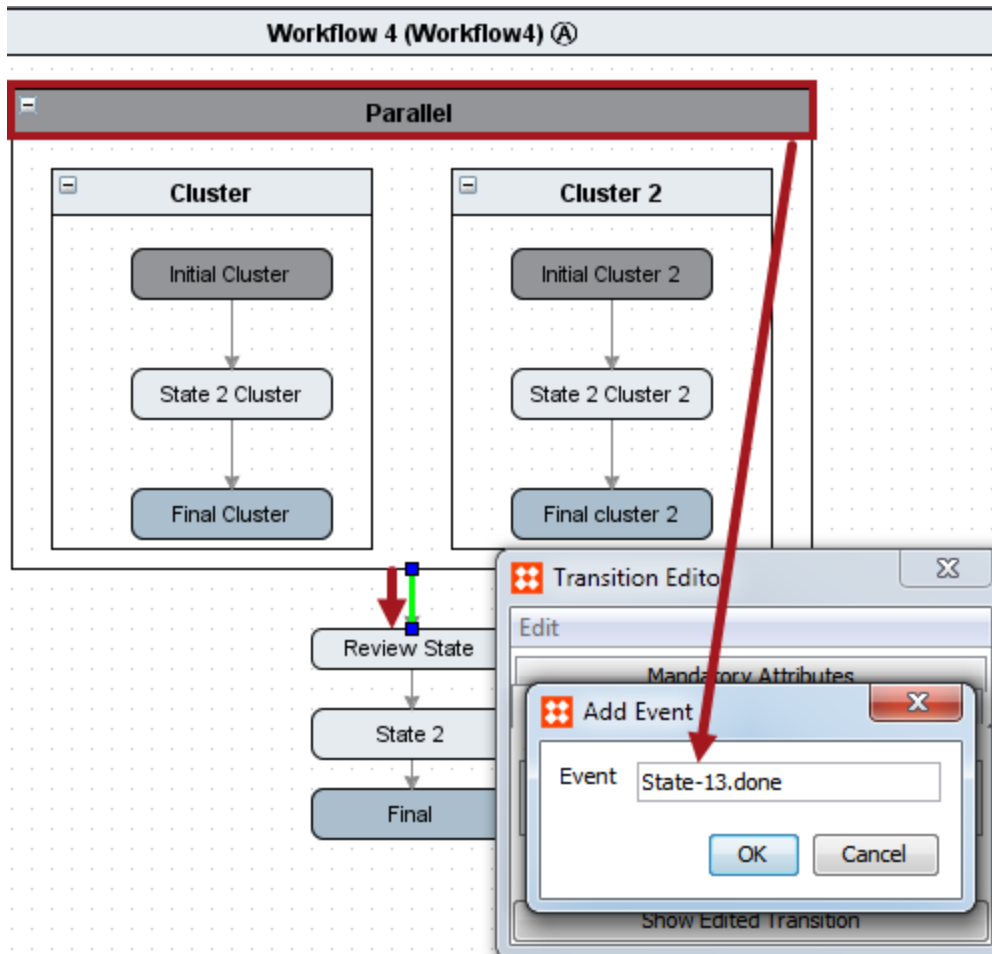 Workflow 4 (Workflow4) Ⓐ
Parallel
Cluster
Cluster 2
Initial Cluster
Initial Cluster 2
State 2 Cluster
State 2 Cluster 2
Final Cluster
Final cluster 2
Transition Edito
Edit
Review State
Mandatory Attributes
Add Event
State 2
Event
State-13.done
Final
OK
Cancel
Show Edited Transition